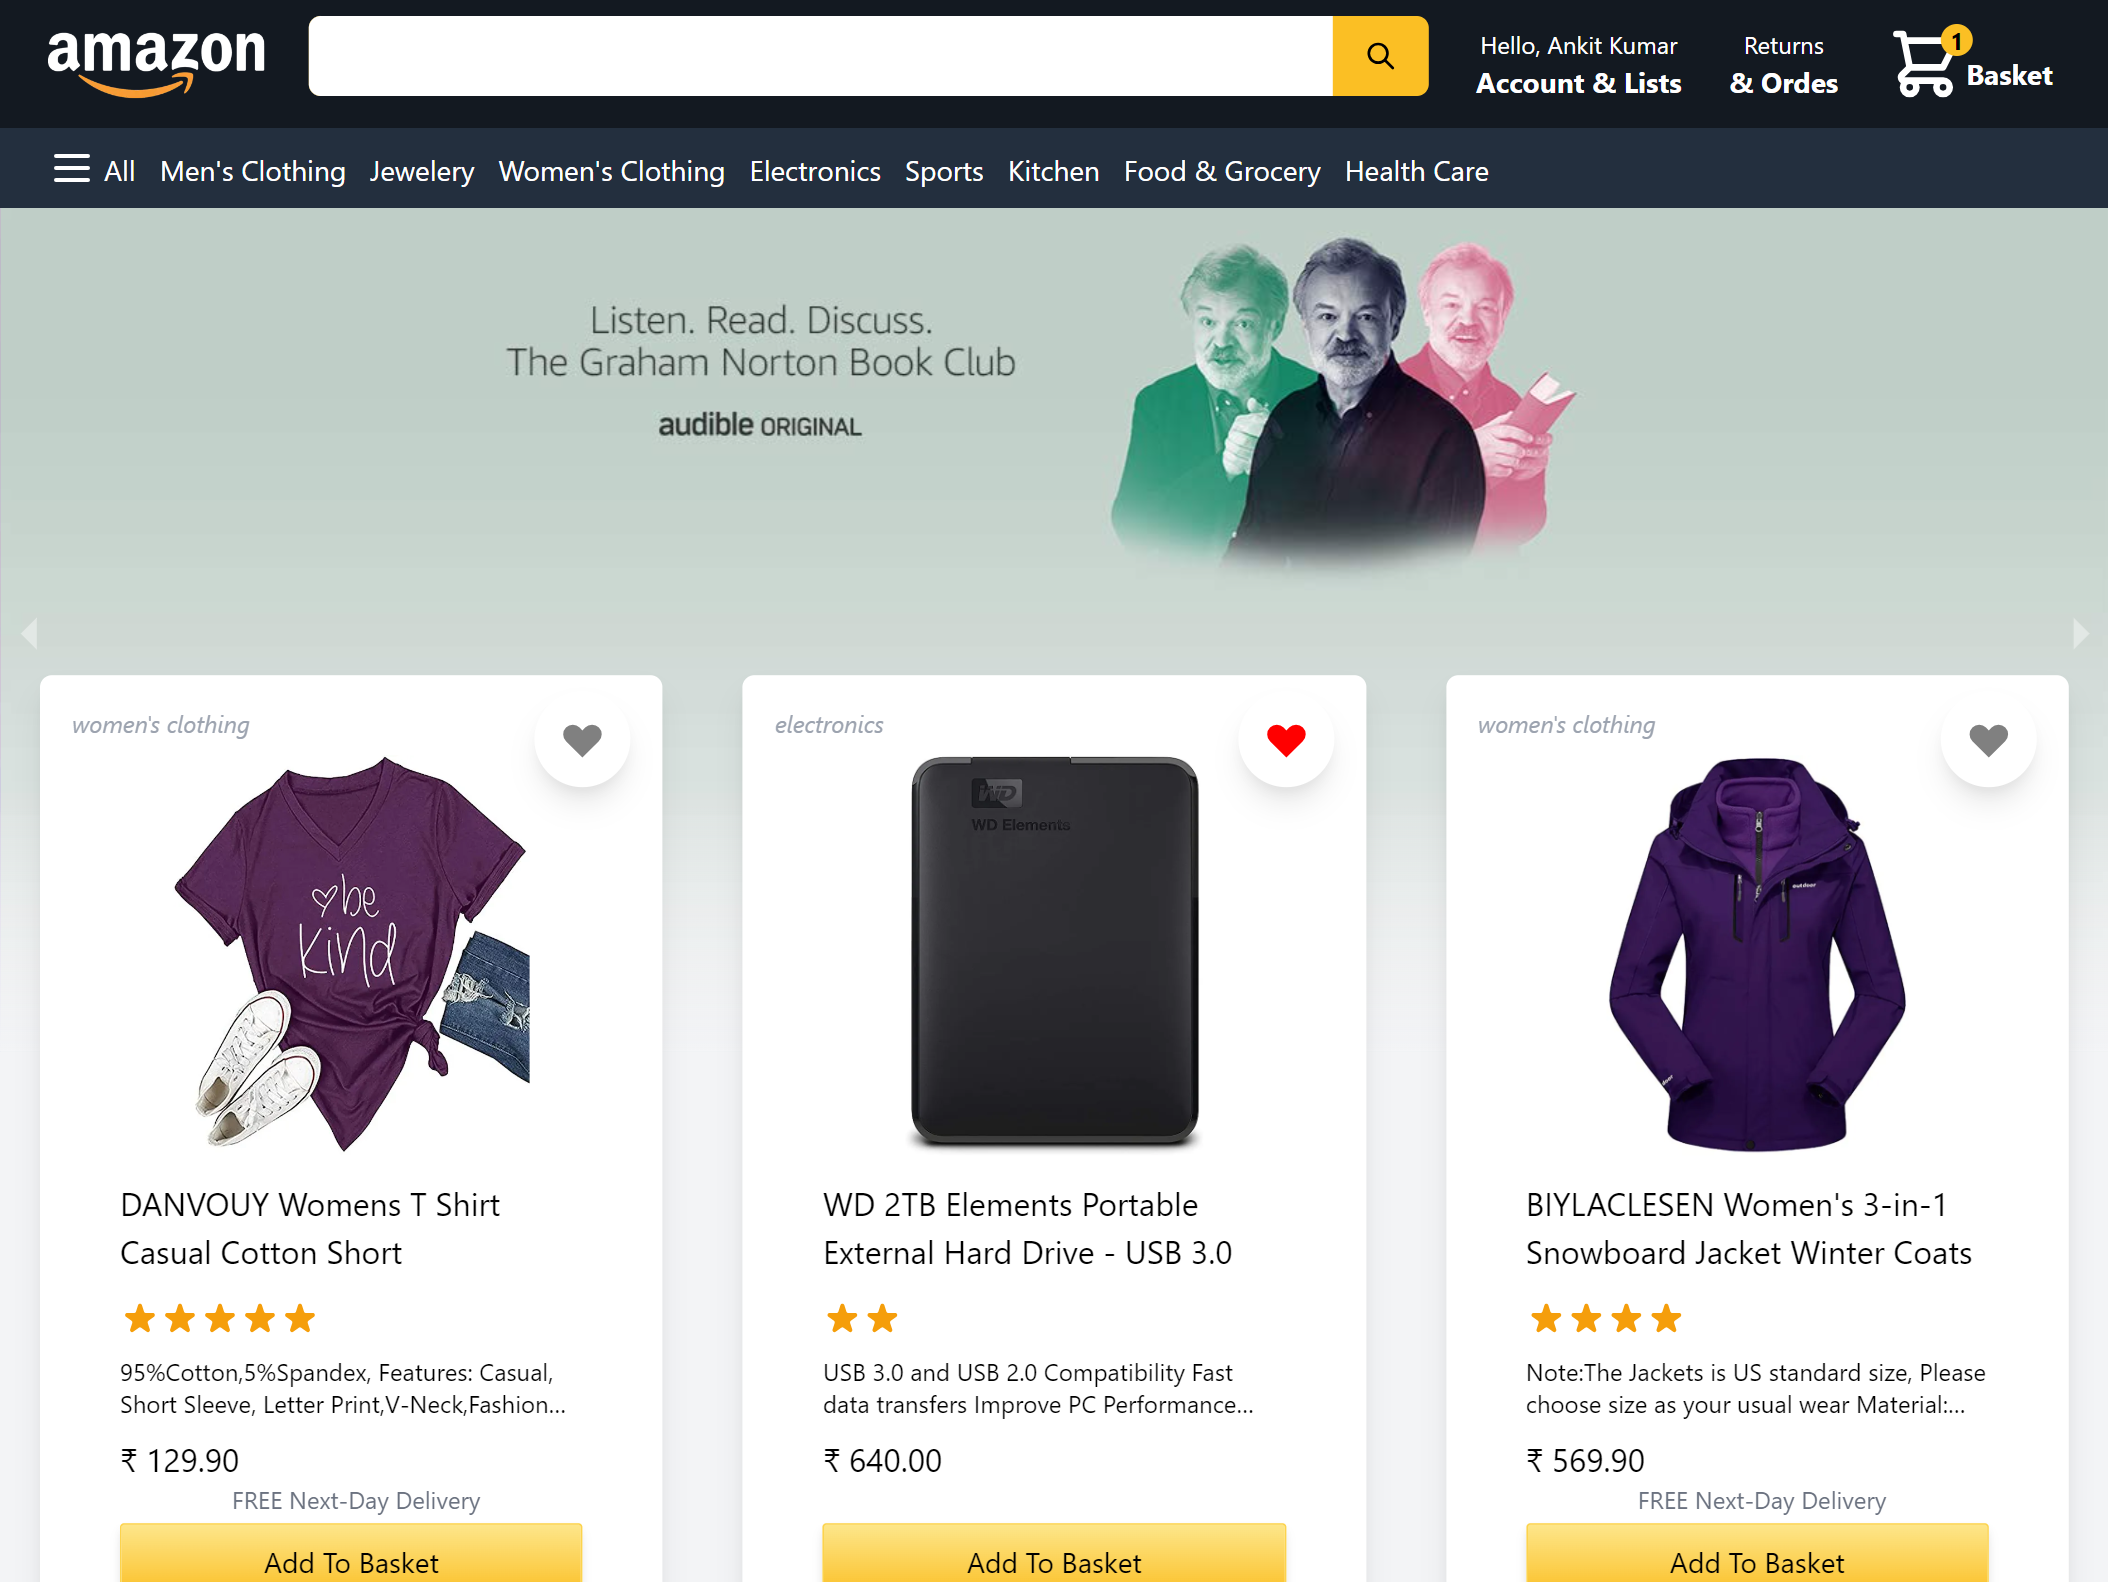 amazon
Hello, Ankit Kumar
Account & Lists
Returns
& Ordes
1
Basket
All Men's Clothing Jewelery Women's Clothing Electronics Sports Kitchen Food & Grocery Health Care
Listen. Read. Discuss.
The Graham Norton Book Club
audible ORIGINAL
women's clothing
be
kind
DANVOUY Womens T Shirt
Casual Cotton Short
95%Cotton,5%Spandex, Features: Casual,
Short Sleeve, Letter Print,V-Neck,Fashion...
₹ 129.90
FREE Next-Day Delivery
Add To Basket
electronics
WD
WD Elements
WD 2TB Elements Portable
External Hard Drive - USB 3.0
USB 3.0 and USB 2.0 Compatibility Fast
data transfers Improve PC Performance...
₹ 640.00
Add To Basket
women's clothing
outdoor
BIYLACLESEN Women's 3-in-1
Snowboard Jacket Winter Coats
Note:The Jackets is US standard size, Please
choose size as your usual wear Material:...
₹ 569.90
FREE Next-Day Delivery
Add To Basket